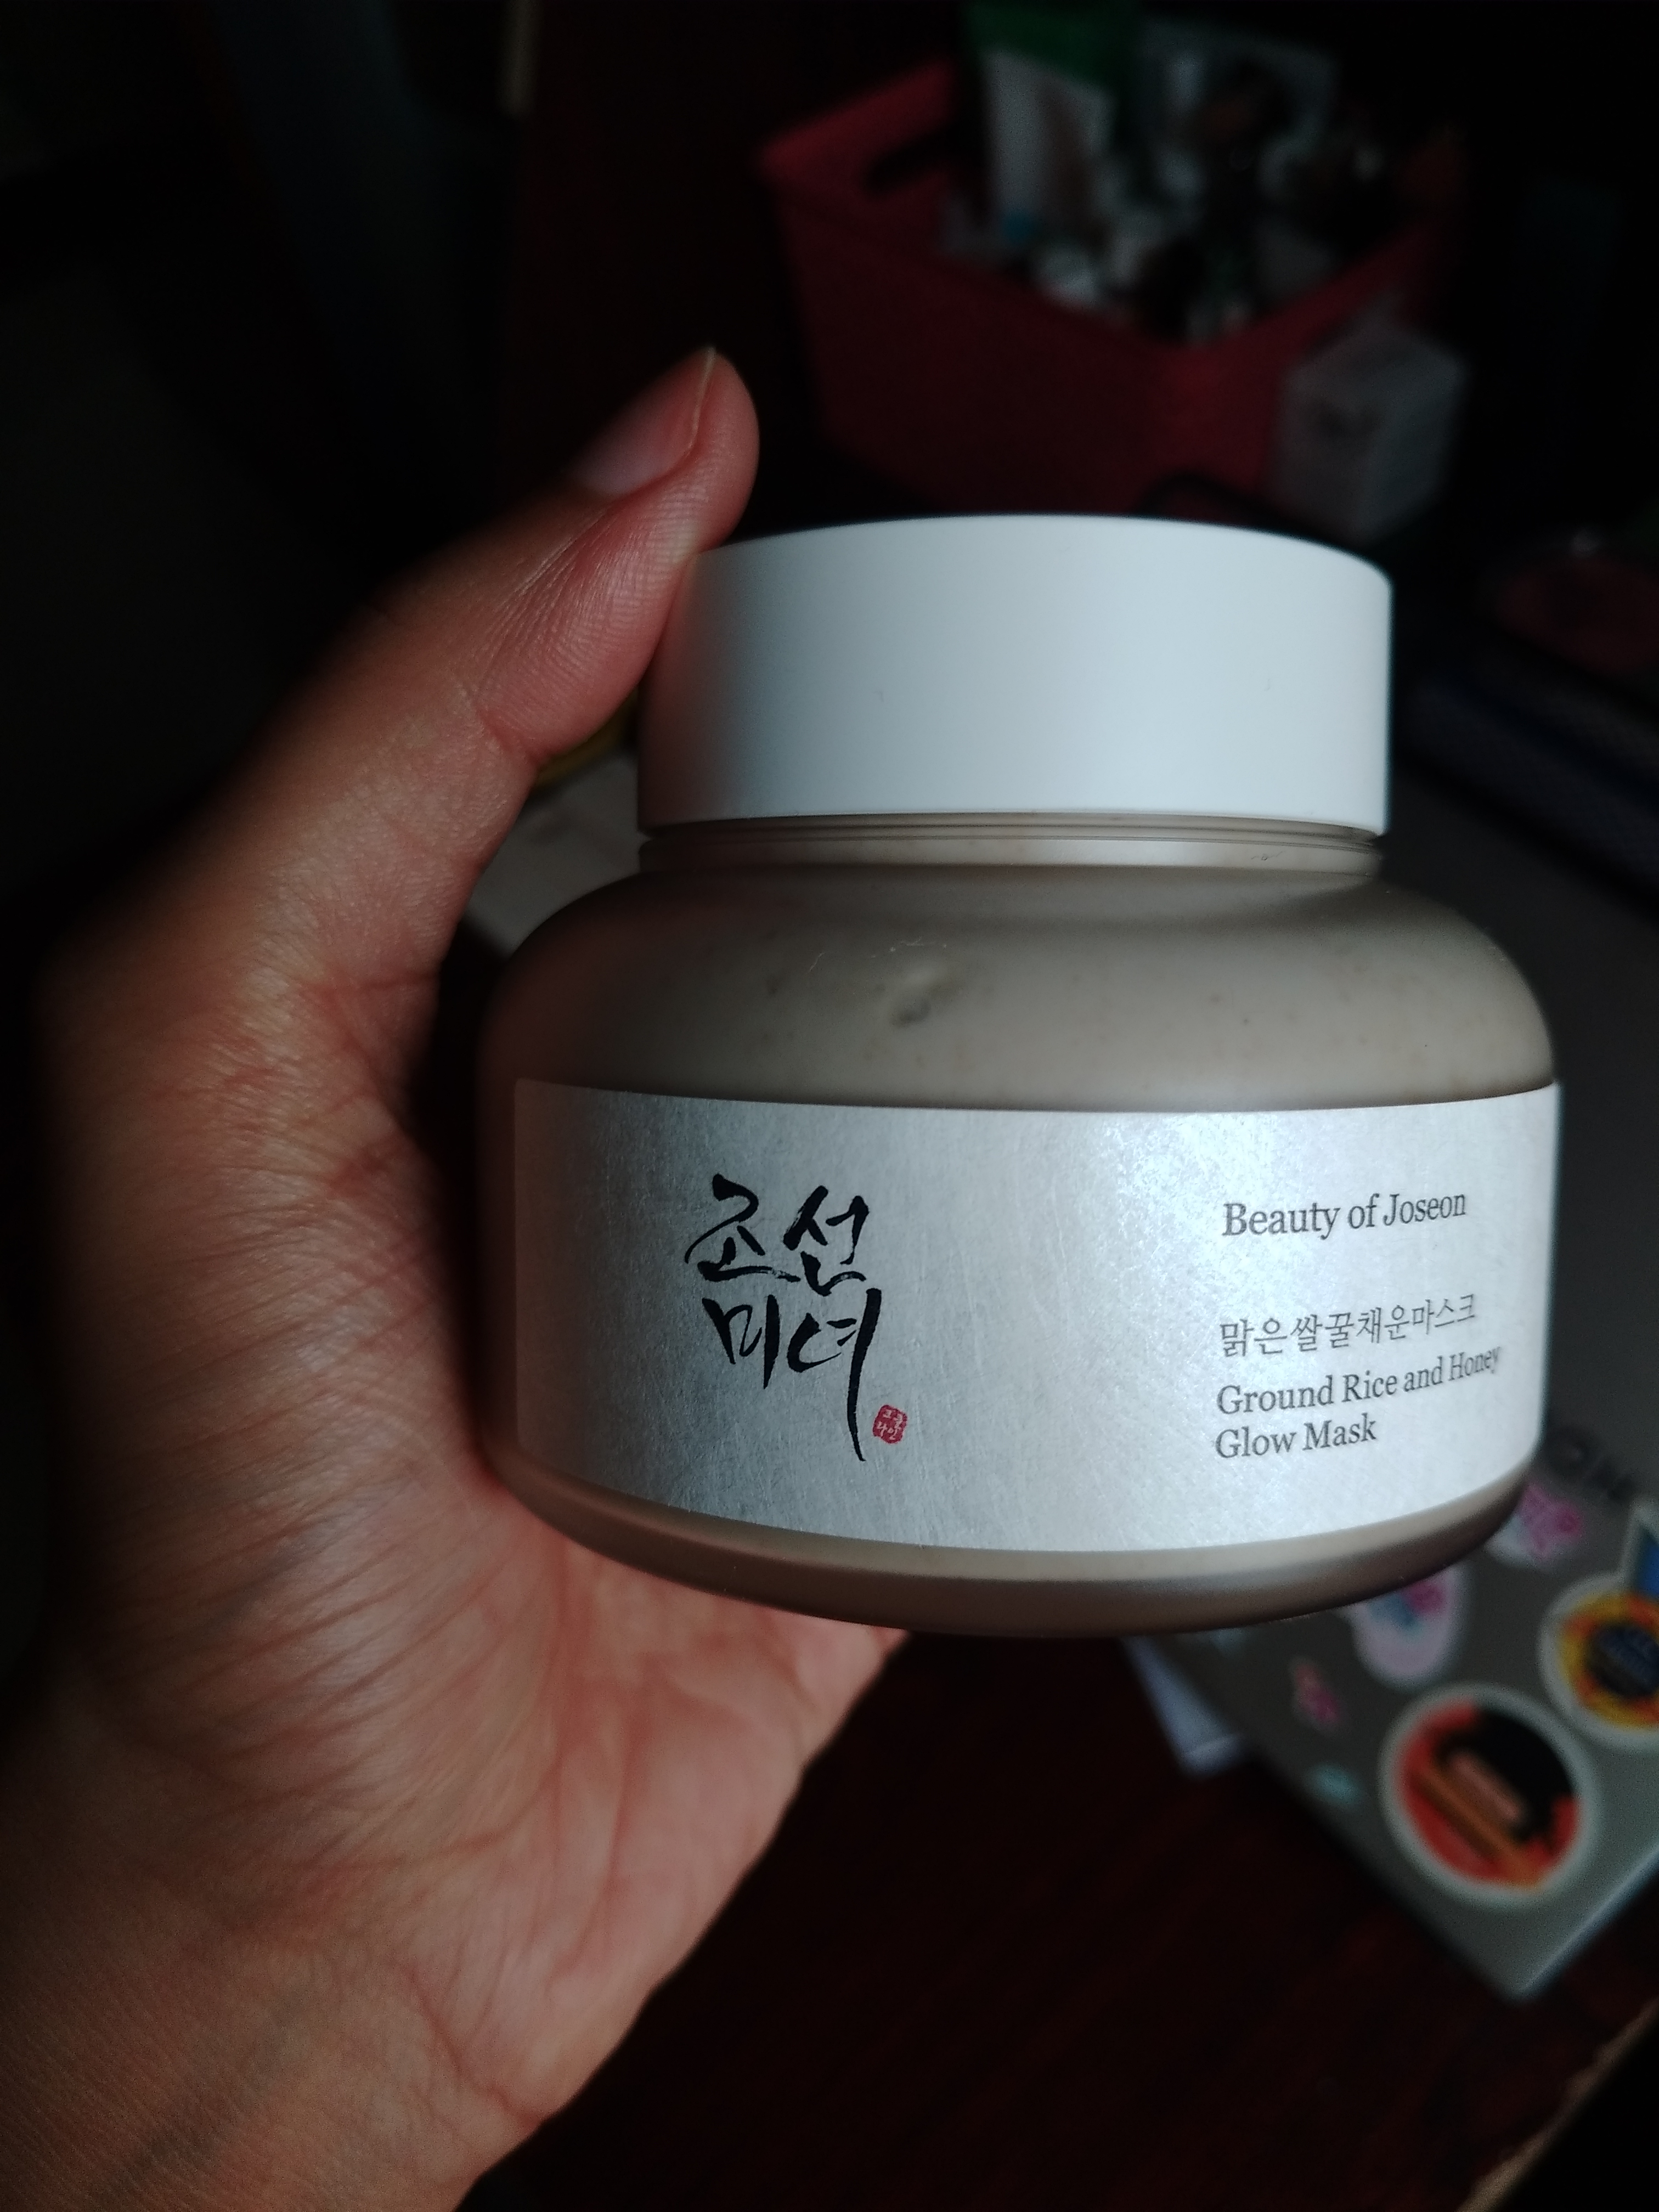 조선
미녀
Beauty of Joseon
맑은쌀꿀채운마스크
Ground Rice and Honey
Glow Mask